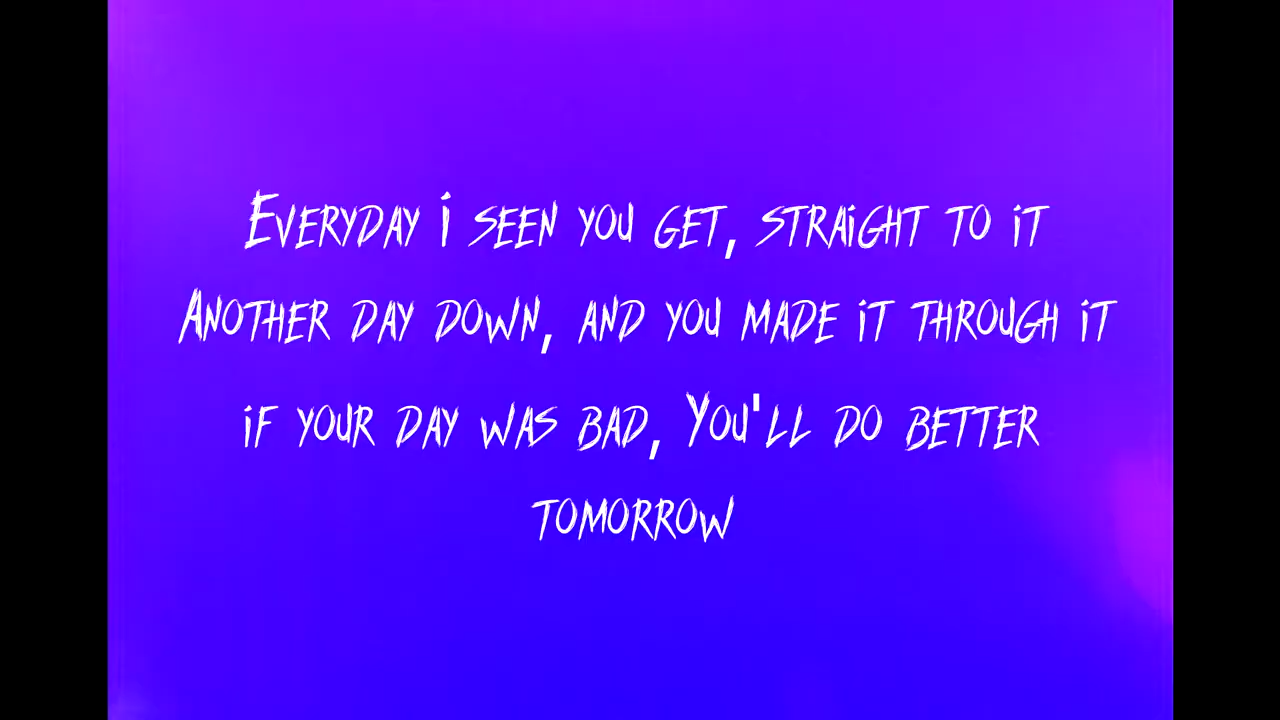 Everyday i seen you get, straight to it
Another day down, and you made it through it
if your day was bad, You'll do better
tomorrow